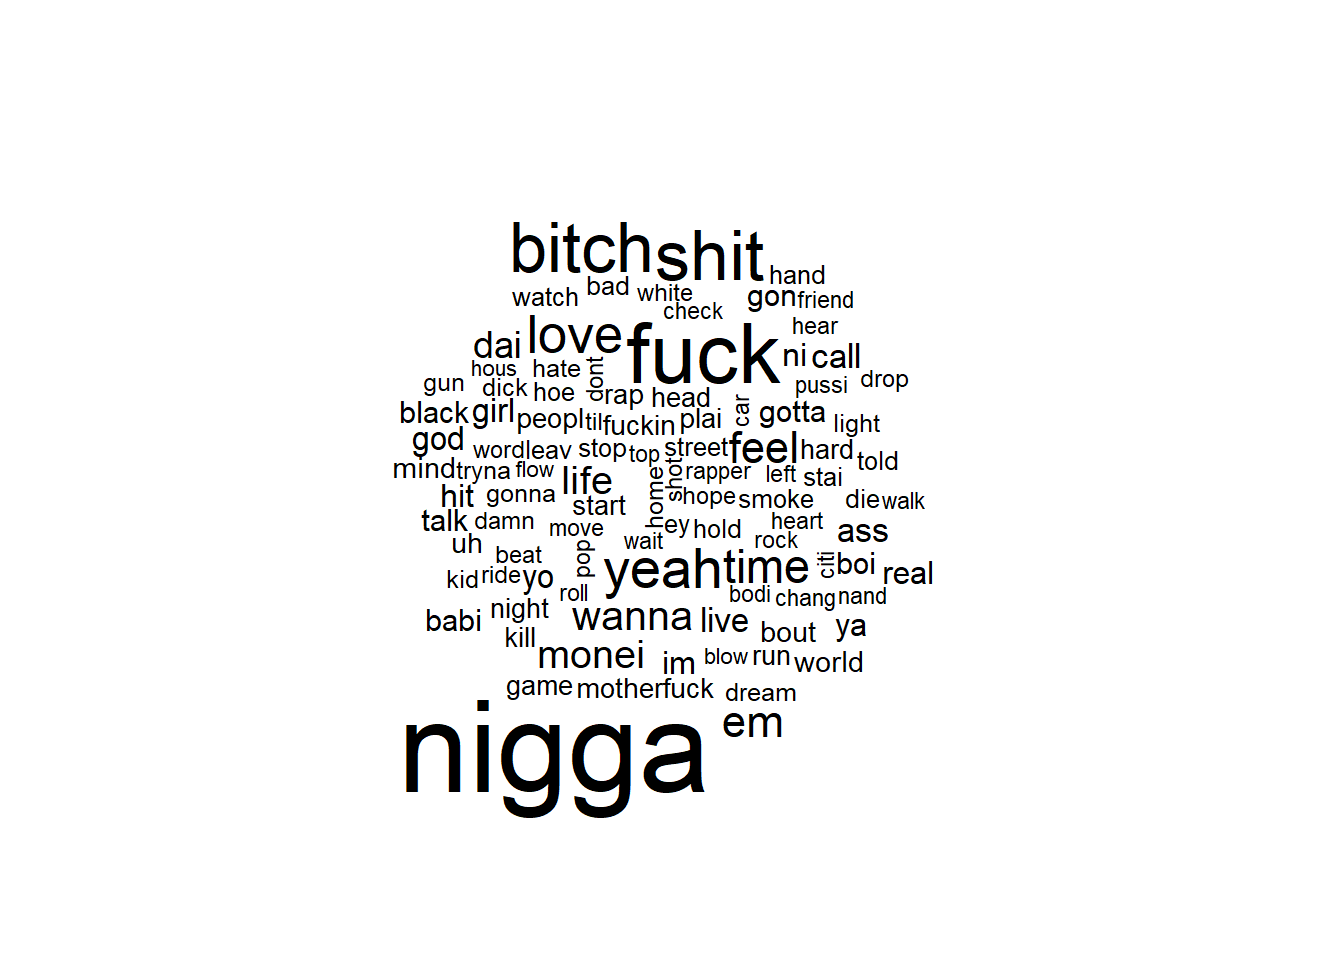 bitch shit
hand
watch bad white gon friend
check
love fuck hear
dai ni call
hous hate dont
gun dick hoe rap head car pussi drop
black girl peopl til fuckin plai gotta light
god word leav stop top street feel hard told
mind tryna flow life home shot rapper left stai
hit gonna start hope smoke die walk
talk damn move ey hold heart ass
uh beat pop wait rock citi boi
kid ride yo yeah time real
roll bodi chang nand
babi night wanna live bout ya
kill
monei im blow run world
game motherfuck dream
nigga em